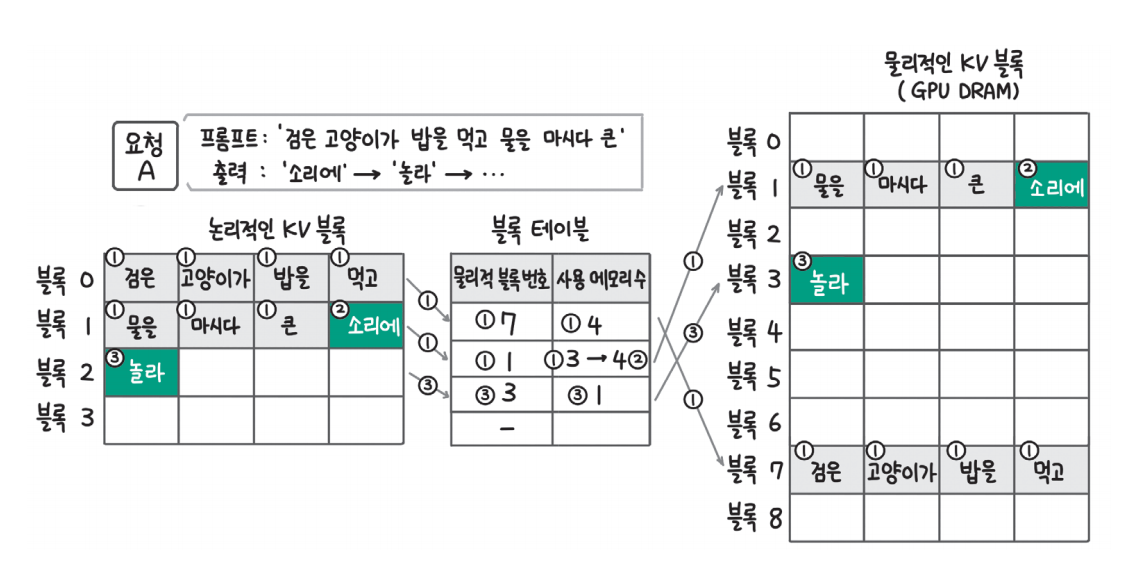 물리적인 KV 블록
(GPU DRAM)
요청
A
프롬프트: '검은 고양이가 밥을 먹고 물을 마시다 큰'
출력 : '소리에' → '놀라' → ···
논리적인 KV 블록
블록 0 ① 검은 ① 고양이가 ① 밥을 ① 먹고
블록 1 ① 물을 ① 마시다 ① 큰 ② 소리에
블록 2 ③ 놀라
블록 3
① ① ③
블록 테이블
물리적 블록 번호 사용 메모리 수
① 7 ① 4
① 1 ① 3 → 4 ②
③ 3 ③ 1
-
① ③ ①
블록 0
블록 1 ① 물을 ① 마시다 ① 큰 ② 소리에
블록 2
블록 3 ③ 놀라
블록 4
블록 5
블록 6
블록 7 ① 검은 ① 고양이가 ① 밥을 ① 먹고
블록 8